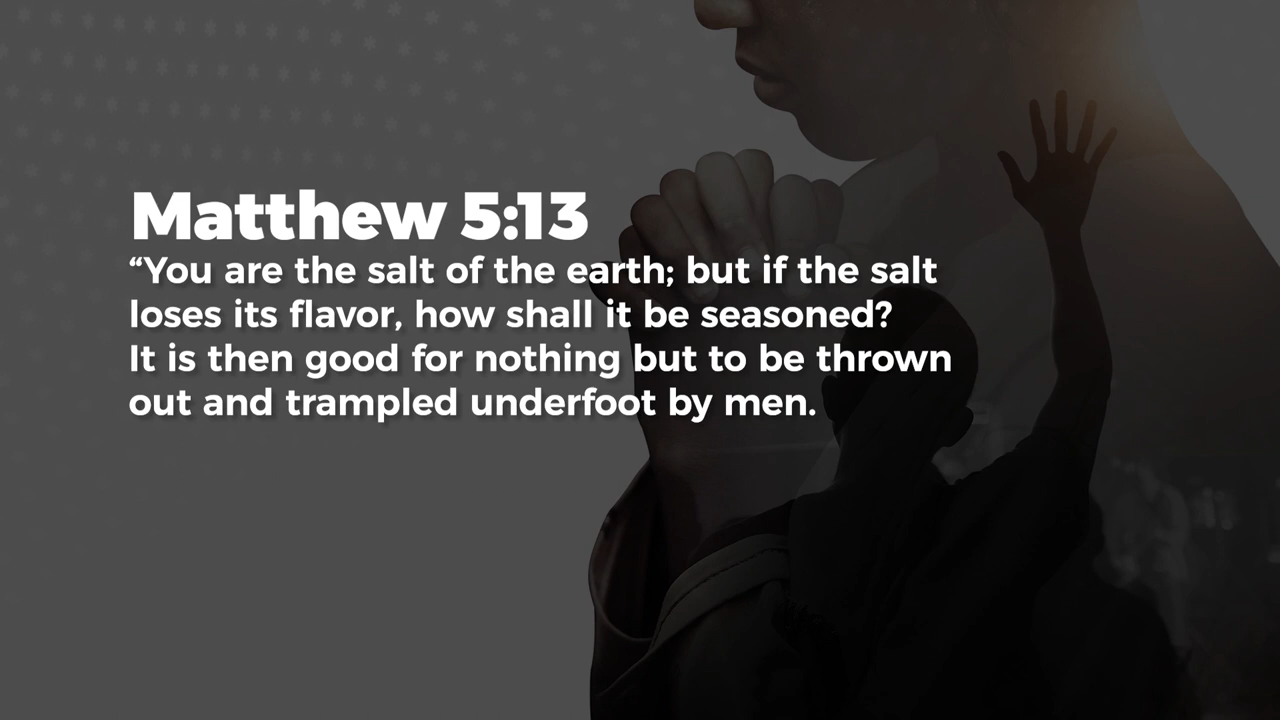 Matthew 5:13
“You are the salt of the earth; but if the salt
loses its flavor, how shall it be seasoned?
It is then good for nothing but to be thrown
out and trampled underfoot by men.